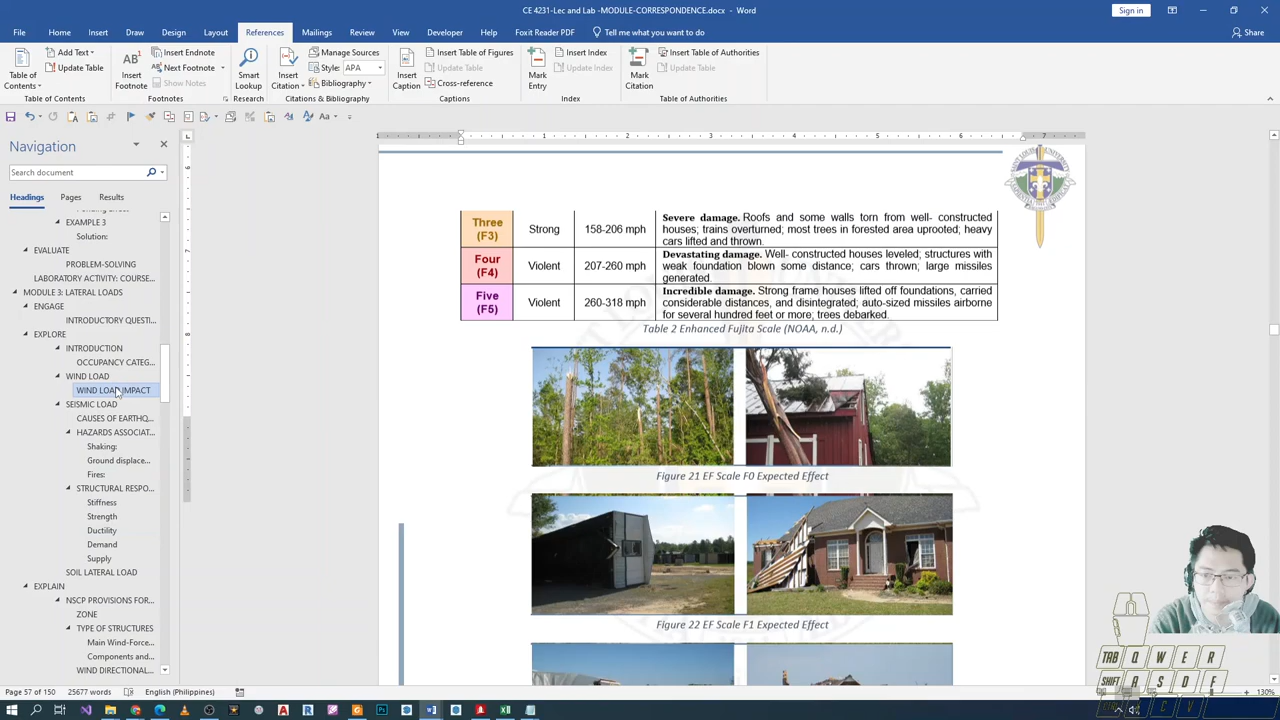 CE 4231-Lec and Lab -MODULE-CORRESPONDENCE.docx - Word
Sign in
File Home Insert Draw Design Layout References Mailings Review View Developer Help Foxit Reader PDF Tell me what you want to do
Share
Table of Contents
Add Text
Update Table
Table of Contents
AB¹
Insert Footnote
Insert Endnote
Next Footnote
Show Notes
Footnotes
Smart Lookup
Research
Insert Citation
Manage Sources
Style: APA
Bibliography
Citations & Bibliography
Insert Caption
Insert Table of Figures
Update Table
Cross-reference
Captions
Mark Entry
Insert Index
Update Index
Index
Mark Citation
Insert Table of Authorities
Update Table
Table of Authorities
Navigation
Search document
Headings Pages Results
EXAMPLE 3
Solution:
EVALUATE
PROBLEM-SOLVING
LABORATORY ACTIVITY: COURSE...
MODULE 3: LATERAL LOADS
ENGAGE
INTRODUCTORY QUESTI...
EXPLORE
INTRODUCTION
OCCUPANCY CATEG...
WIND LOAD
WIND LOAD IMPACT
SEISMIC LOAD
CAUSES OF EARTHQ...
HAZARDS ASSOCIAT...
Shaking:
Ground displace...
Fires:
STRUCTURAL RESPO...
Stiffness
Strength
Ductility
Demand
Supply
SOIL LATERAL LOAD
EXPLAIN
NSCP PROVISIONS FOR...
ZONE
TYPE OF STRUCTURES
Main Wind-Force...
Components and...
WIND DIRECTIONAL...
1 1 2 3 4 5 6 7
Three (F3) Strong 158-206 mph Severe damage. Roofs and some walls torn from well- constructed
houses; trains overturned; most trees in forested area uprooted; heavy
cars lifted and thrown.
Four (F4) Violent 207-260 mph Devastating damage. Well- constructed houses leveled; structures with
weak foundation blown some distance; cars thrown; large missiles
generated.
Five (F5) Violent 260-318 mph Incredible damage. Strong frame houses lifted off foundations, carried
considerable distances, and disintegrated; auto-sized missiles airborne
for several hundred feet or more; trees debarked.
Table 2 Enhanced Fujita Scale (NOAA, n.d.)
Figure 21 EF Scale F0 Expected Effect
Figure 22 EF Scale F1 Expected Effect
TAB Q W E R
SHIFT A S D F
Page 57 of 150 25677 words English (Philippines)
130%